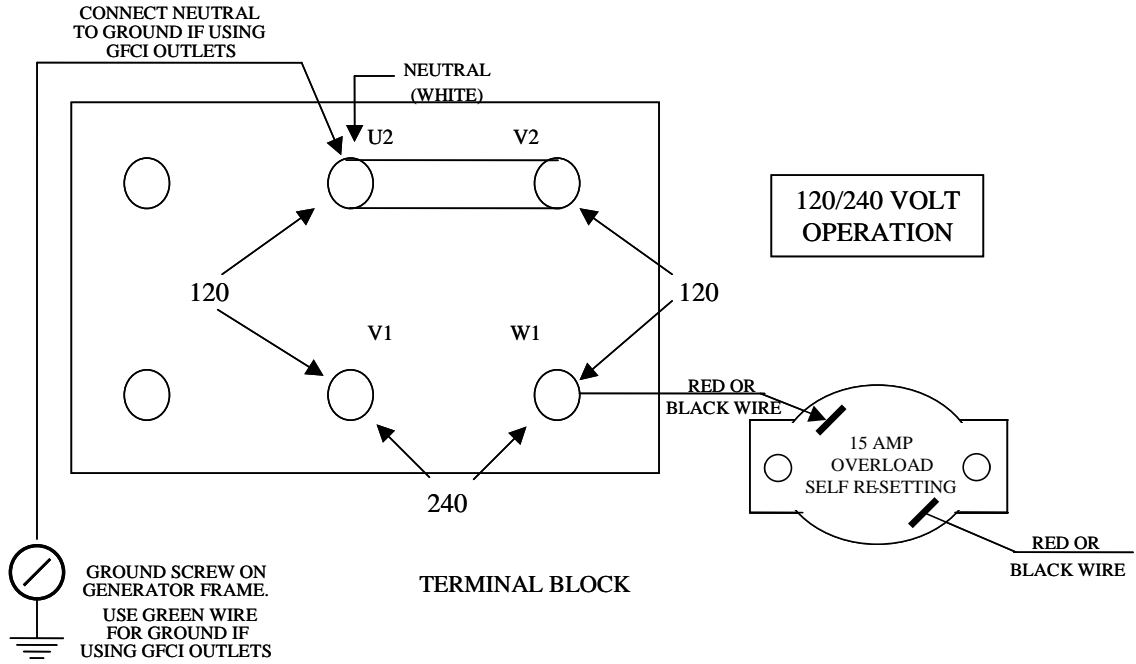 CONNECT NEUTRAL
TO GROUND IF USING
GFCI OUTLETS
NEUTRAL
(WHITE)
U2
V2
120/240 VOLT
OPERATION
120
120
V1
W1
RED OR
BLACK WIRE
15 AMP
OVERLOAD
SELF RE-SETTING
240
RED OR
BLACK WIRE
TERMINAL BLOCK
GROUND SCREW ON
GENERATOR FRAME.
USE GREEN WIRE
FOR GROUND IF
USING GFCI OUTLETS